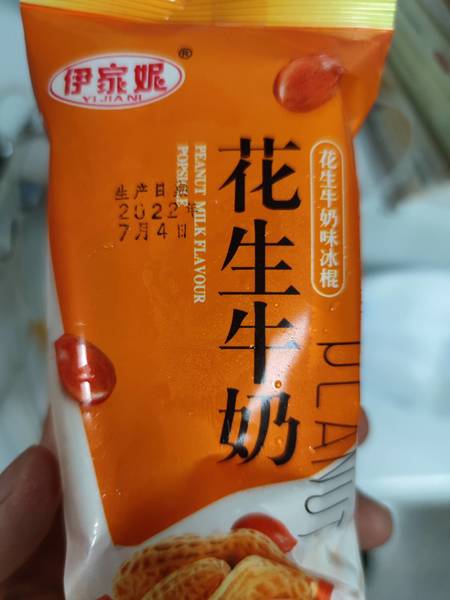 伊家妮®
YI JIA NI
花生牛奶味冰棍
花生牛奶
PEANUT MILK FLAVOUR
POPSICLE
生产日期
2022年
7月4日